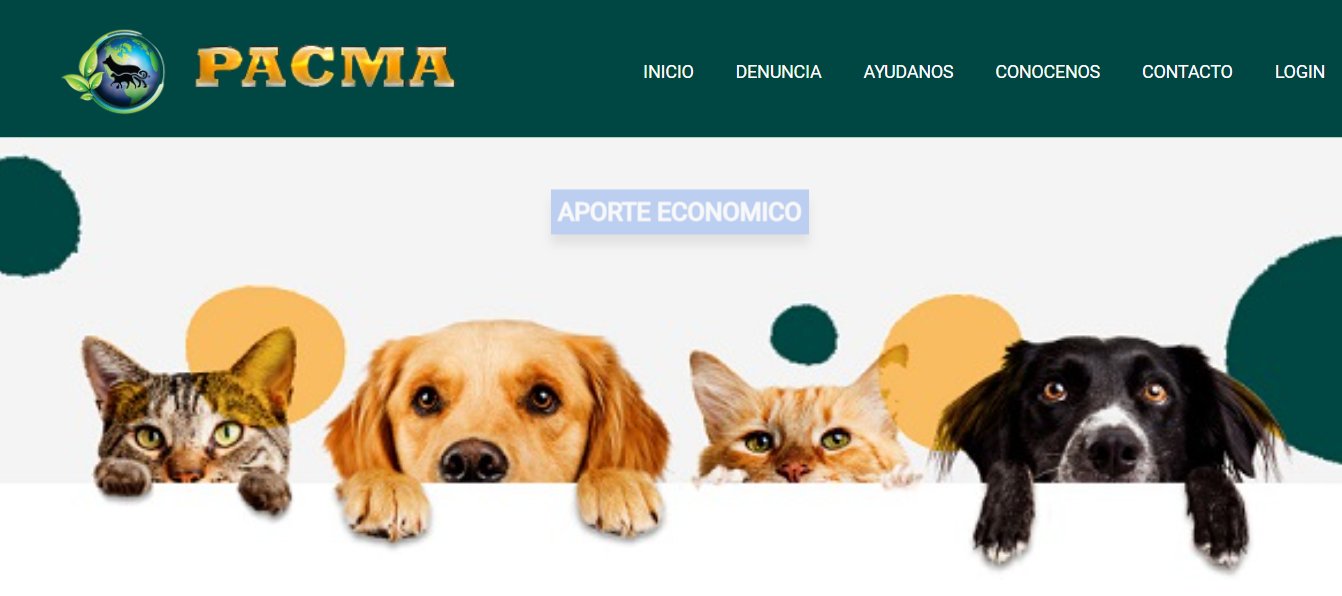 PACMA
INICIO DENUNCIA AYUDANOS CONOCENOS CONTACTO LOGIN
APORTE ECONOMICO